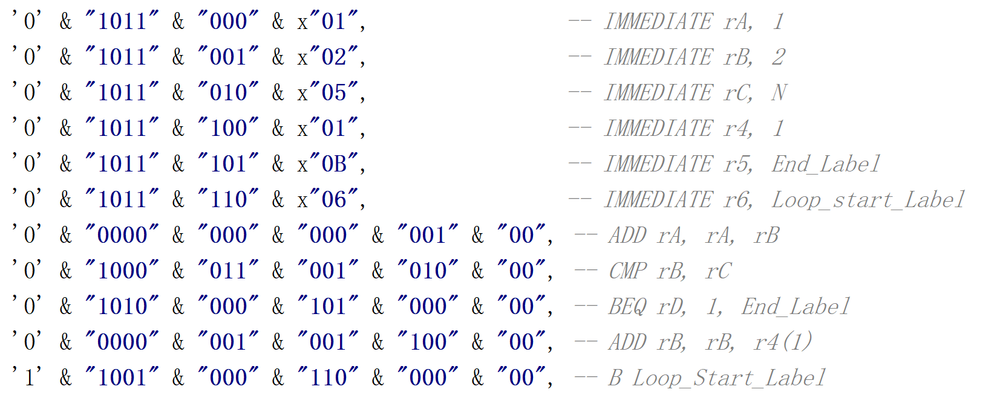 '0' & "1011" & "000" & x"01", -- IMMEDIATE rA, 1
'0' & "1011" & "001" & x"02", -- IMMEDIATE rB, 2
'0' & "1011" & "010" & x"05", -- IMMEDIATE rC, N
'0' & "1011" & "100" & x"01", -- IMMEDIATE r4, 1
'0' & "1011" & "101" & x"0B", -- IMMEDIATE r5, End_Label
'0' & "1011" & "110" & x"06", -- IMMEDIATE r6, Loop_start_Label
'0' & "0000" & "000" & "000" & "001" & "00", -- ADD rA, rA, rB
'0' & "1000" & "011" & "001" & "010" & "00", -- CMP rB, rC
'0' & "1010" & "000" & "101" & "000" & "00", -- BEQ rD, 1, End_Label
'0' & "0000" & "001" & "001" & "100" & "00", -- ADD rB, rB, r4(1)
'1' & "1001" & "000" & "110" & "000" & "00", -- B Loop_Start_Label